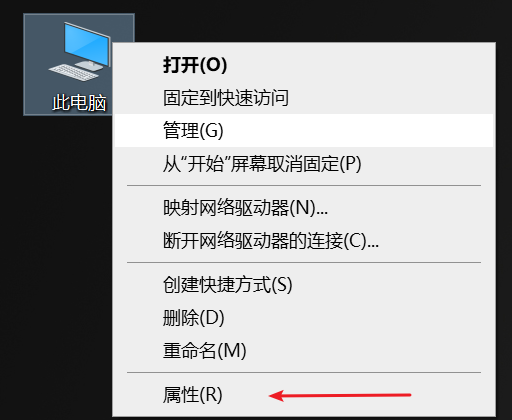 此电脑
打开(O)
固定到快速访问
管理(G)
从“开始”屏幕取消固定(P)
映射网络驱动器(N)...
断开网络驱动器的连接(C)...
创建快捷方式(S)
删除(D)
重命名(M)
属性(R)